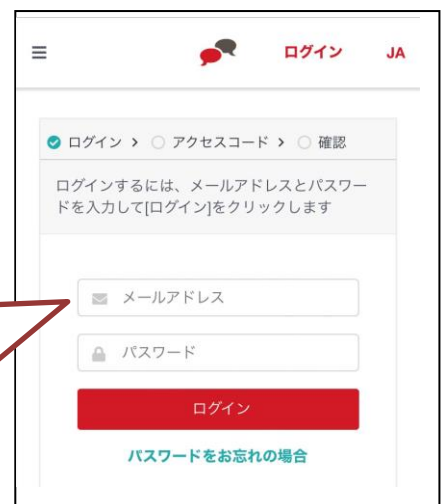 ログイン JA
ログイン > アクセスコード > 確認
ログインするには、メールアドレスとパスワー
ドを入力して[ログイン]をクリックします
メールアドレス
パスワード
ログイン
パスワードをお忘れの場合